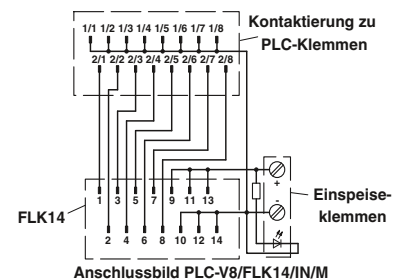 Kontaktierung zu
PLC-Klemmen
1/1 1/2 1/3 1/4 1/5 1/6 1/7 1/8
2/1 2/2 2/3 2/4 2/5 2/6 2/7 2/8
1 3 5 7 9 11 13
+
FLK14
Einspeise-
klemmen
-
2 4 6 8 10 12 14
Anschlussbild PLC-V8/FLK14/IN/M